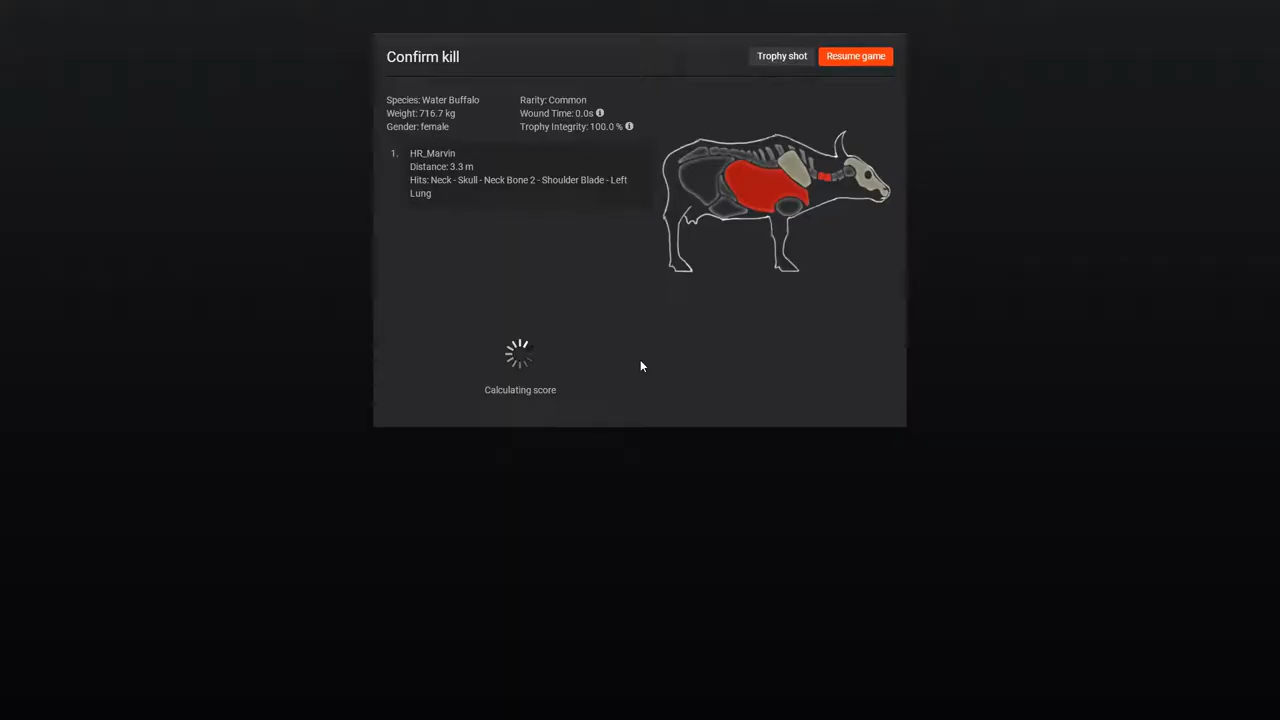 Confirm kill
Trophy shot
Resume game
Species: Water Buffalo
Weight: 716.7 kg
Gender: female
Rarity: Common
Wound Time: 0.0s
Trophy Integrity: 100.0 %
1. HR_Marvin
Distance: 3.3 m
Hits: Neck - Skull - Neck Bone 2 - Shoulder Blade - Left
Lung
Calculating score